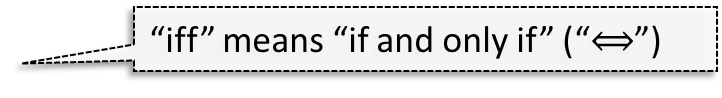 “iff” means “if and only if” (“⟺”)